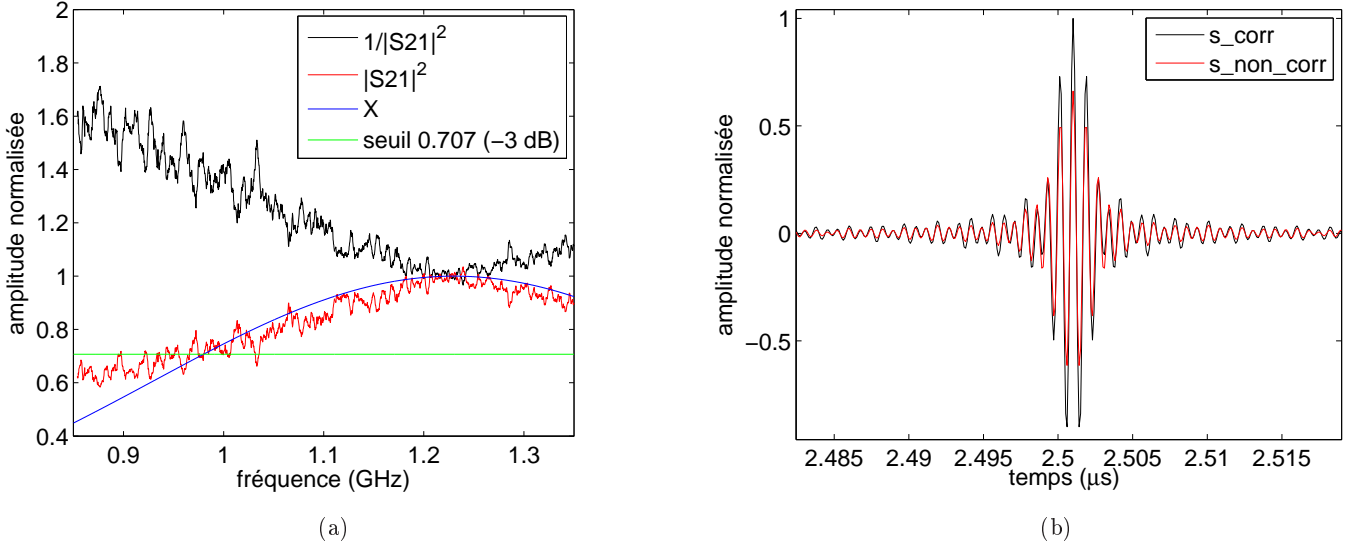 2
1.8
1.6
1.4
1.2
1
0.8
0.6
0.4
amplitude normalisée
1/|S21|²
|S21|²
X
seuil 0.707 (−3 dB)
0.9 1 1.1 1.2 1.3
fréquence (GHz)
(a)
1
0.5
0
−0.5
amplitude normalisée
s_corr
s_non_corr
2.485 2.49 2.495 2.5 2.505 2.51 2.515
temps (μs)
(b)